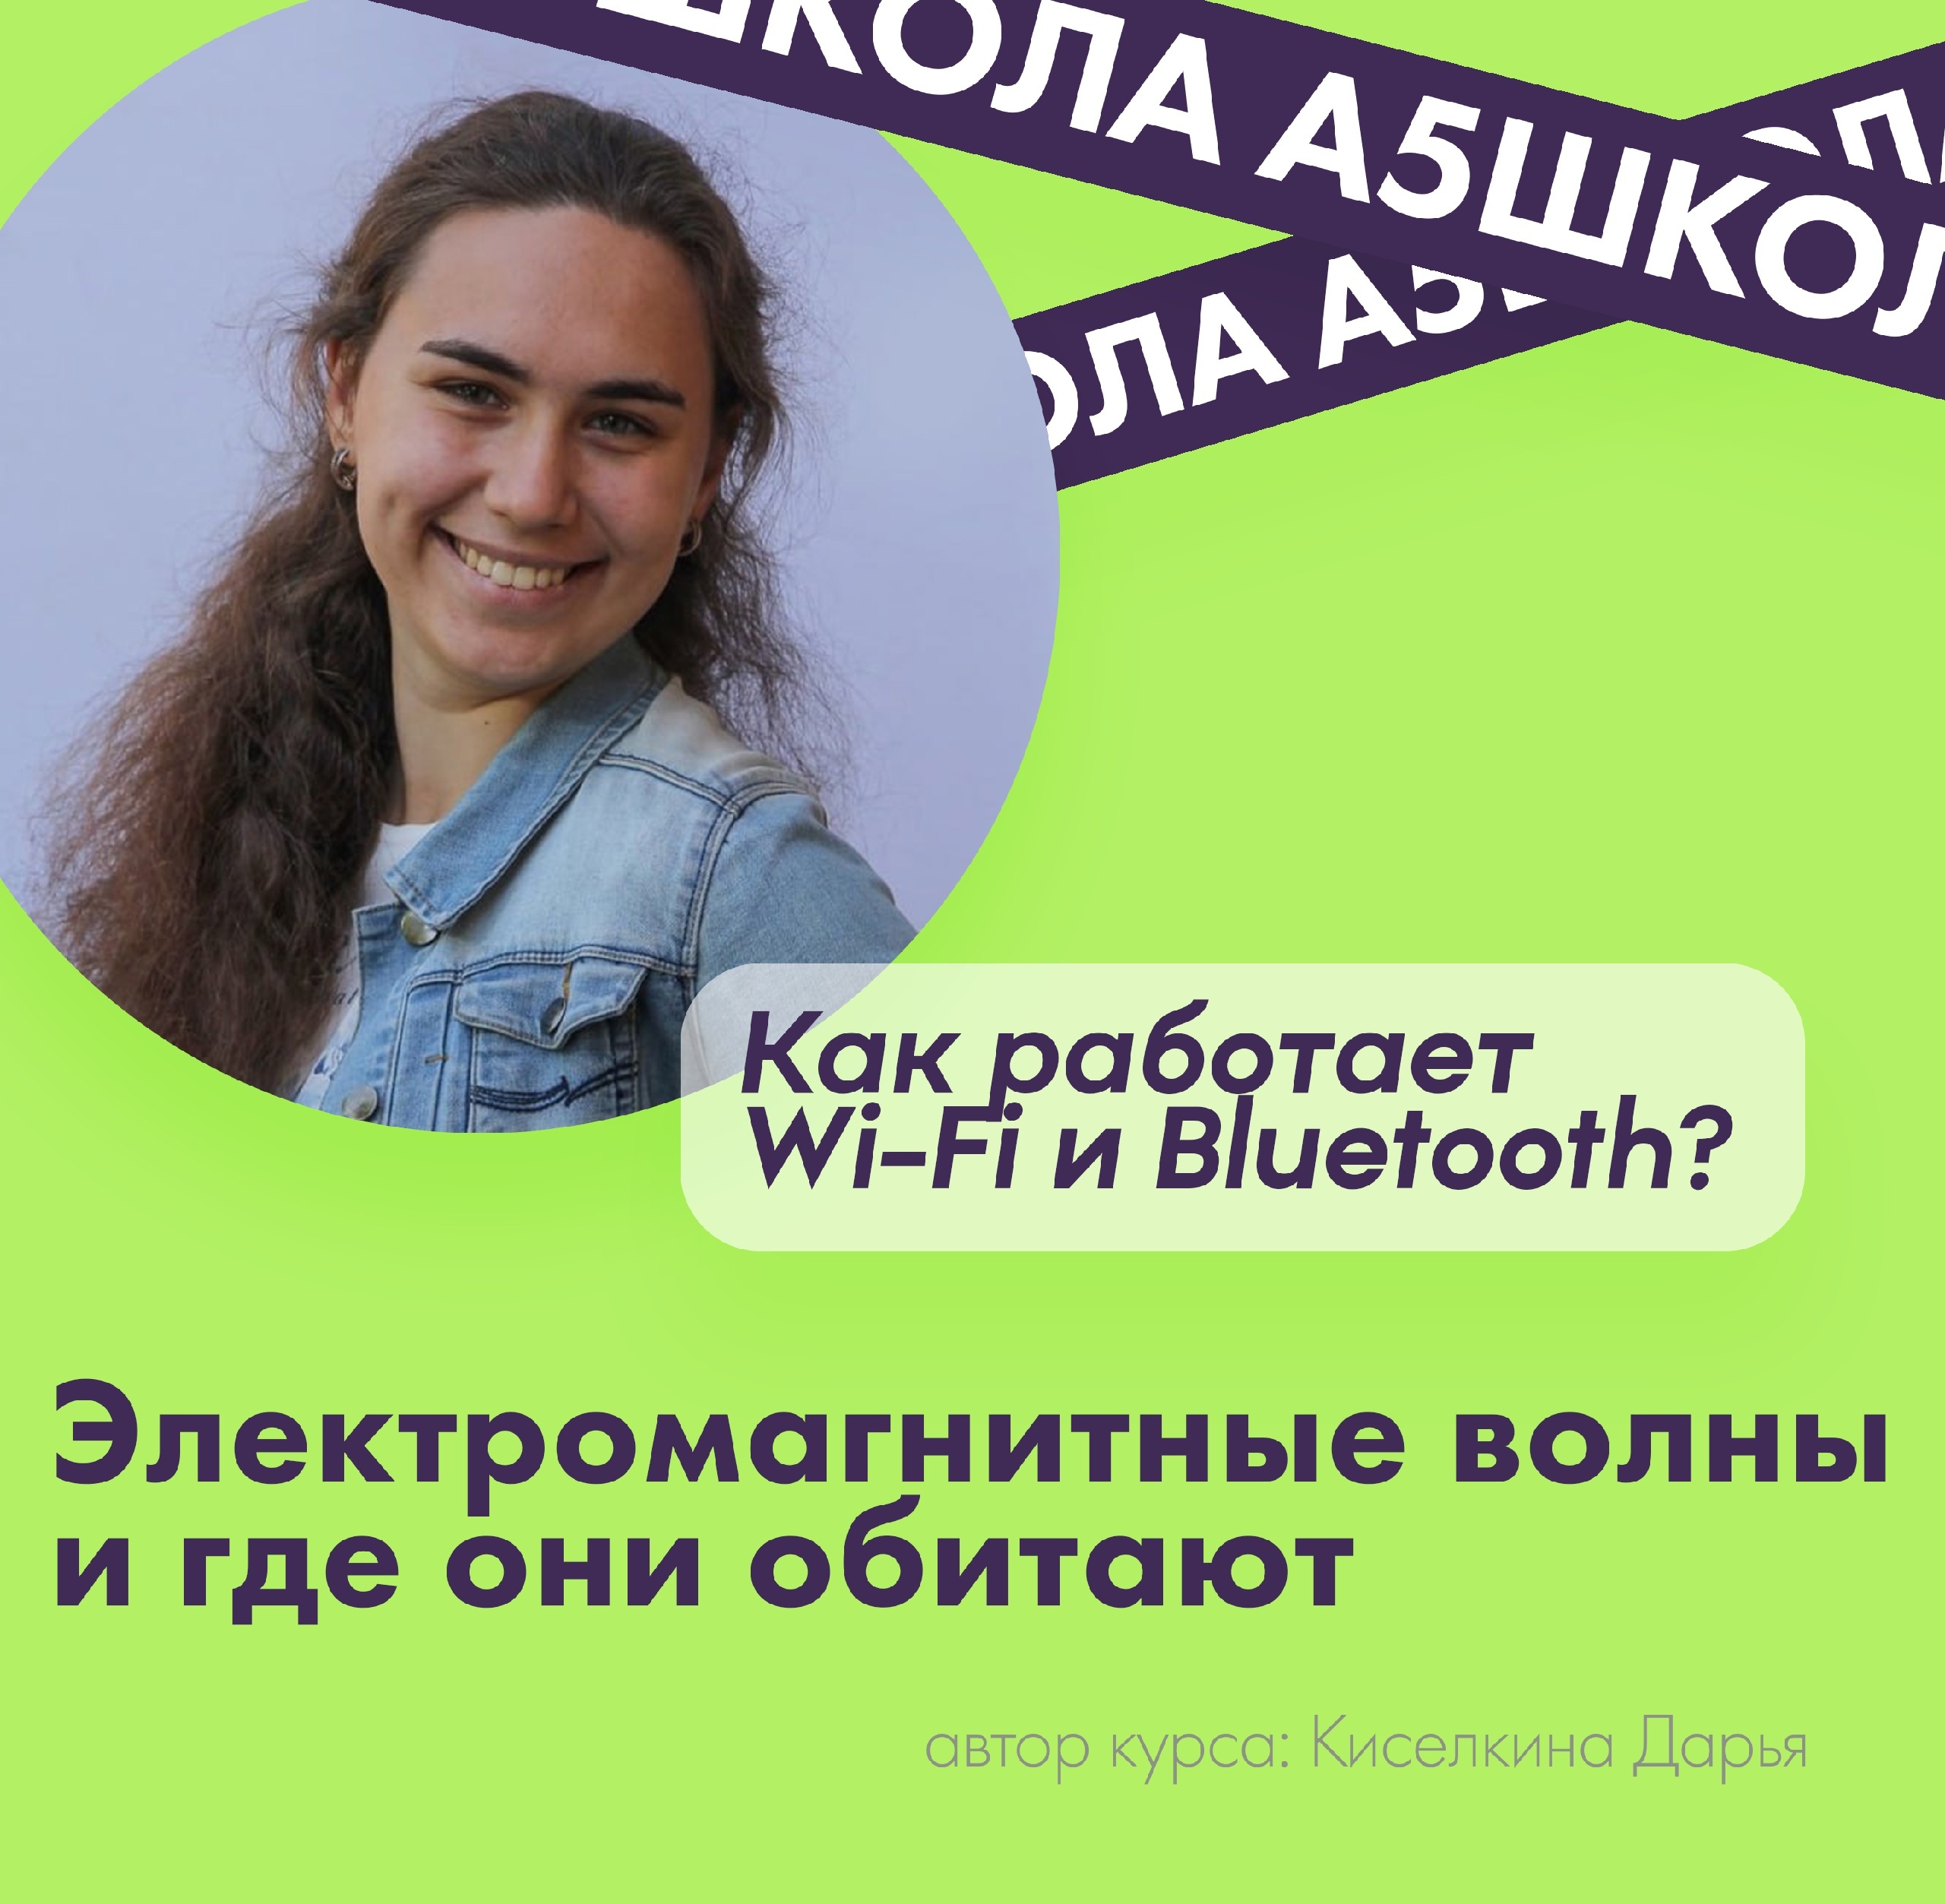 ШКОЛА А5ШКОЛ
ОЛА А5
Как работает
Wi-Fi и Bluetooth?
Электромагнитные волны
и где они обитают
автор курса: Киселкина Дарья